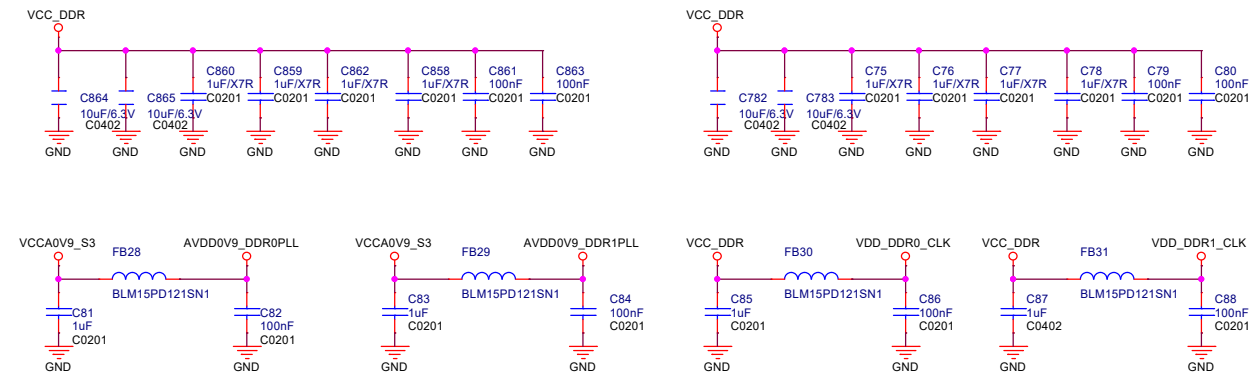 VCC_DDR
C864
10uF/6.3V
C0402
GND
C865
10uF/6.3V
C0402
GND
C860
1uF/X7R
C0201
GND
C859
1uF/X7R
C0201
GND
C862
1uF/X7R
C0201
GND
C858
1uF/X7R
C0201
GND
C861
100nF
C0201
GND
C863
100nF
C0201
GND
VCC_DDR
C782
10uF/6.3V
C0402
GND
C783
10uF/6.3V
C0402
GND
C75
1uF/X7R
C0201
GND
C76
1uF/X7R
C0201
GND
C77
1uF/X7R
C0201
GND
C78
1uF/X7R
C0201
GND
C79
100nF
C0201
GND
C80
100nF
C0201
GND
VCCA0V9_S3
FB28
BLM15PD121SN1
AVDD0V9_DDR0PLL
C81
1uF
C0201
GND
C82
100nF
C0201
GND
VCCA0V9_S3
FB29
BLM15PD121SN1
AVDD0V9_DDR1PLL
C83
1uF
C0201
GND
C84
100nF
C0201
GND
VCC_DDR
FB30
BLM15PD121SN1
VDD_DDR0_CLK
C85
1uF
C0201
GND
C86
100nF
C0201
GND
VCC_DDR
FB31
BLM15PD121SN1
VDD_DDR1_CLK
C87
1uF
C0402
GND
C88
100nF
C0201
GND